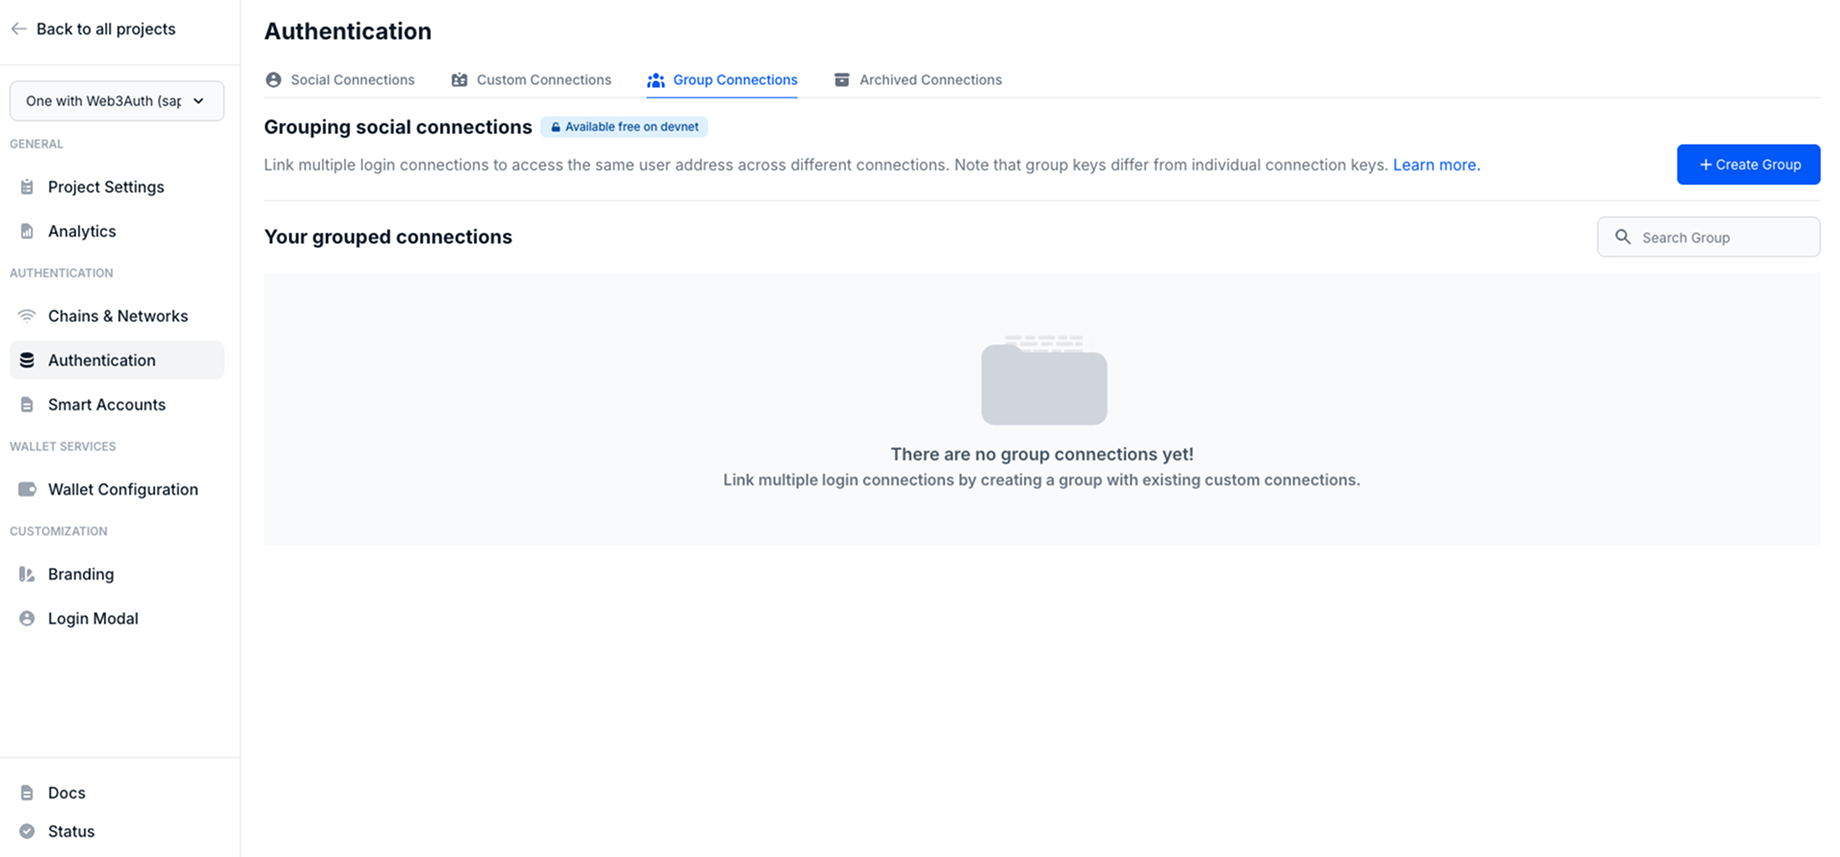 Back to all projects
One with Web3Auth (sap
GENERAL
Project Settings
Analytics
AUTHENTICATION
Chains & Networks
Authentication
Smart Accounts
WALLET SERVICES
Wallet Configuration
CUSTOMIZATION
Branding
Login Modal
Docs
Status
Authentication
Social Connections
Custom Connections
Group Connections
Archived Connections
Grouping social connections
Available free on devnet
Link multiple login connections to access the same user address across different connections. Note that group keys differ from individual connection keys. Learn more.
+ Create Group
Your grouped connections
Search Group
There are no group connections yet!
Link multiple login connections by creating a group with existing custom connections.